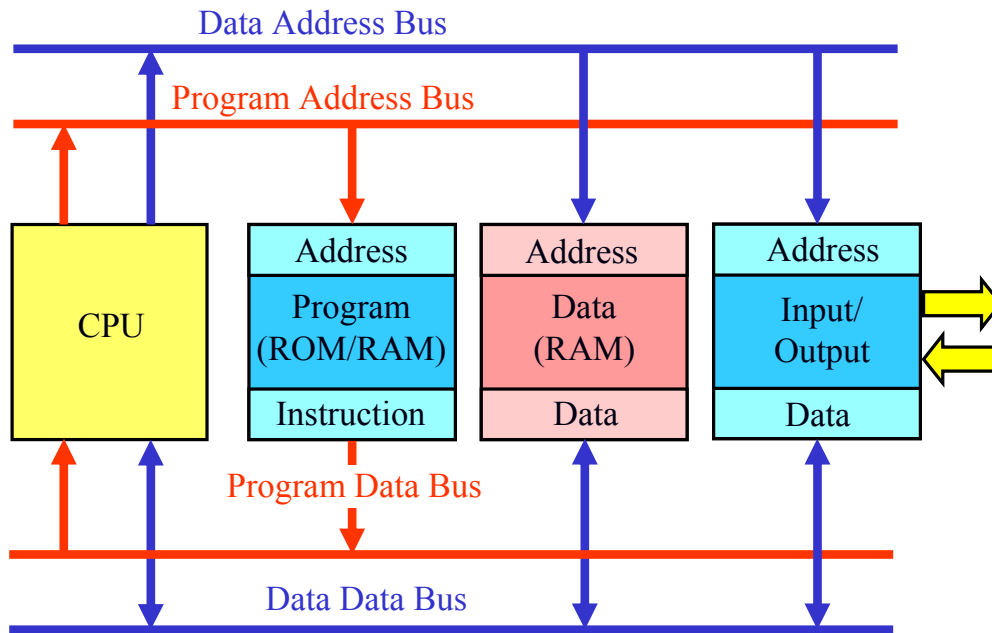 Data Address Bus
Program Address Bus
CPU
Address
Program
(ROM/RAM)
Instruction
Address
Data
(RAM)
Data
Address
Input/
Output
Data
Program Data Bus
Data Data Bus